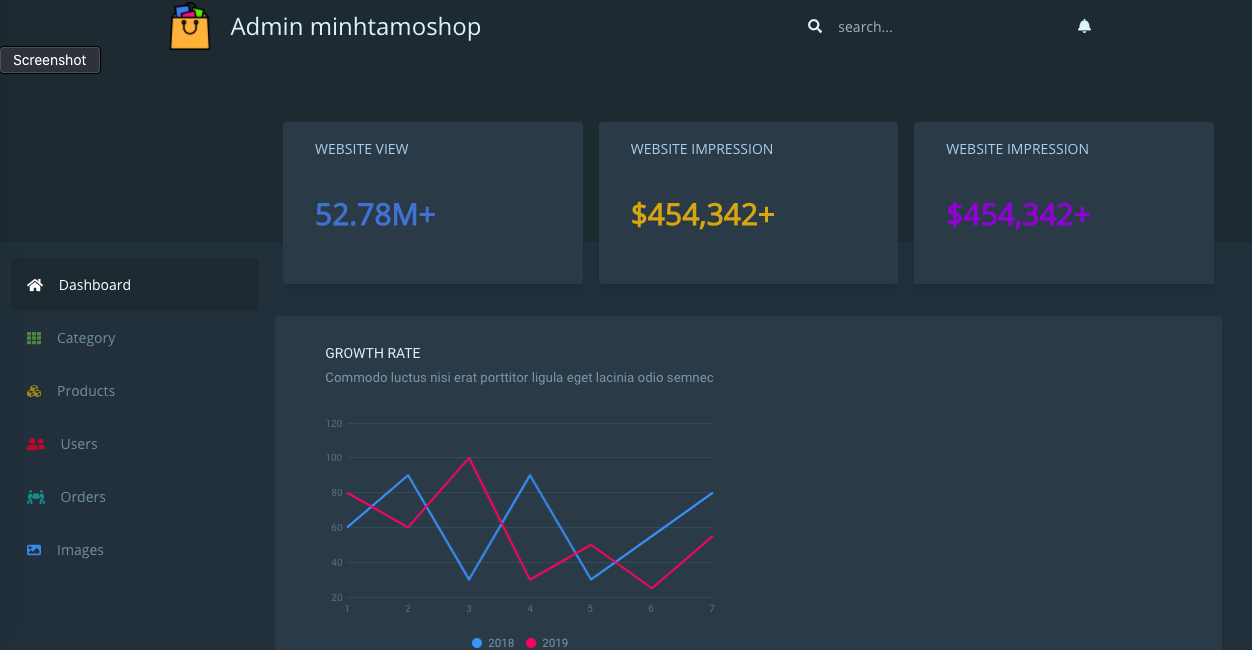 Admin minhtamoshop
search...
Screenshot
WEBSITE VIEW
52.78M+
WEBSITE IMPRESSION
$454,342+
WEBSITE IMPRESSION
$454,342+
Dashboard
Category
Products
Users
Orders
Images
GROWTH RATE
Commodo luctus nisi erat porttitor ligula eget lacinia odio semnec
120
100
80
60
40
20
1 2 3 4 5 6 7
2018 2019